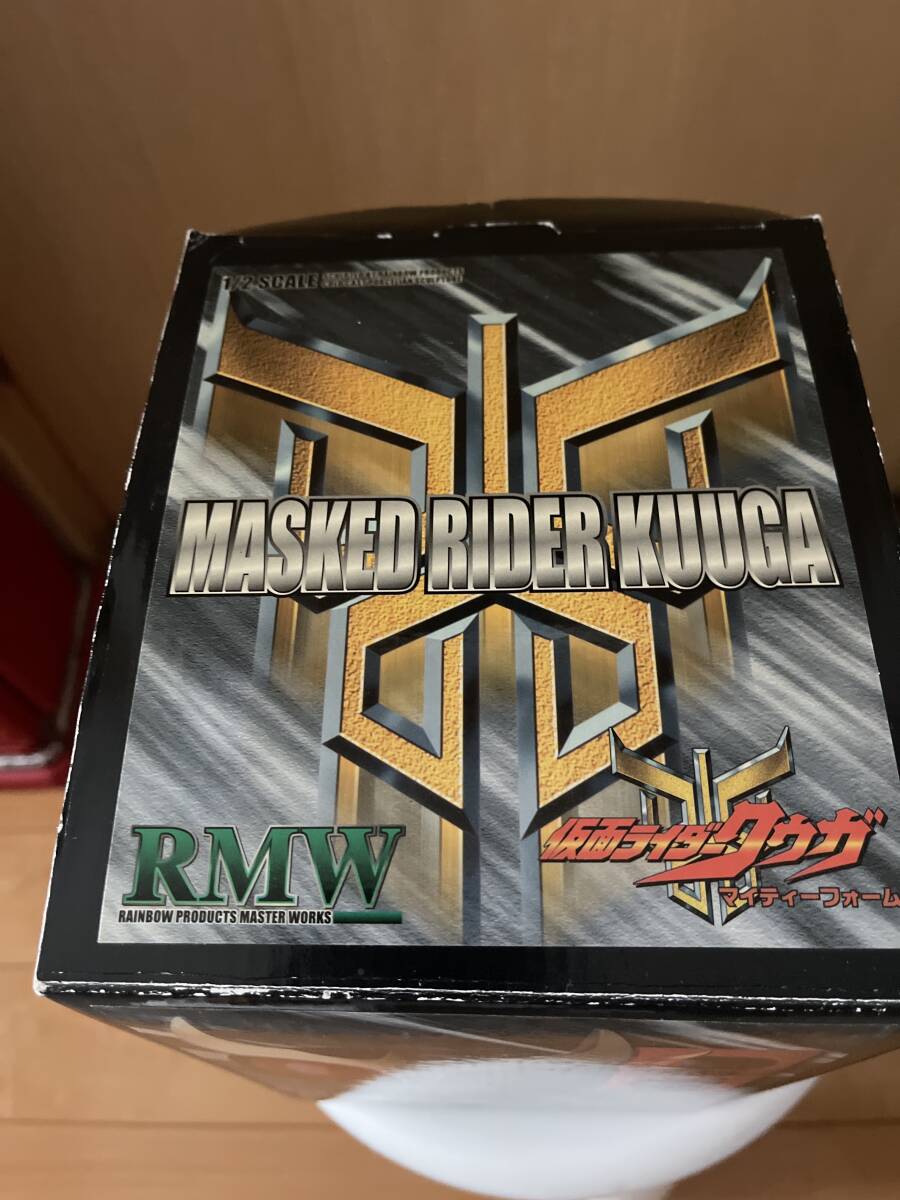 1/2 SCALE
MASKED RIDER KUUGA
RMW
RAINBOW PRODUCTS MASTER WORKS
仮面ライダークウガ
マイティーフォーム